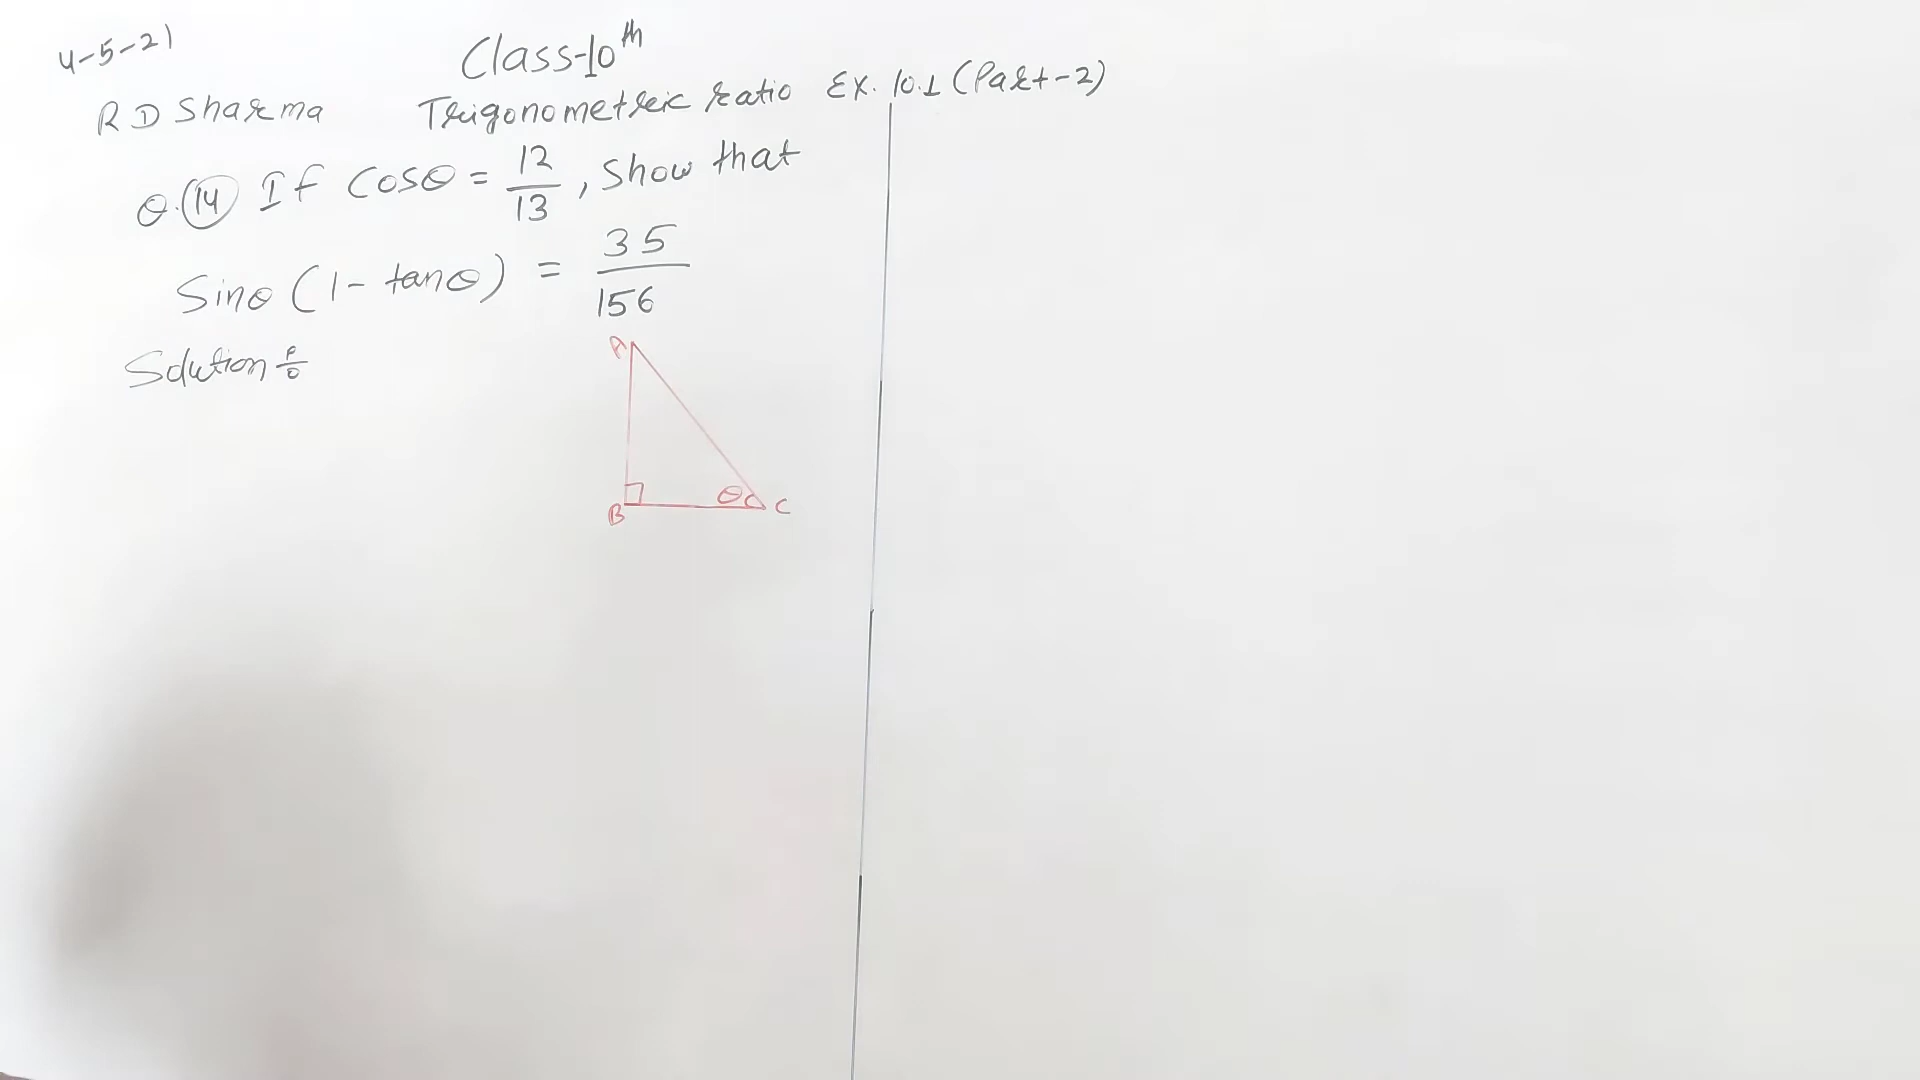 4-5-21
Class-10th
R D Sharma Trigonometric ratio Ex. 10.1 (Part-2)
Q.(14) If cosθ = 12/13, show that
Sinθ (1 - tanθ) = 35/156
Solution ÷
A
B θ C